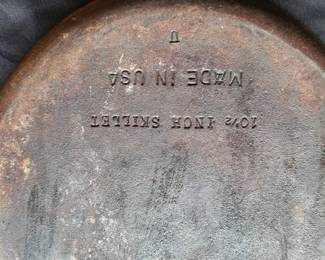 10½ INCH SKILLET
MADE IN USA
U